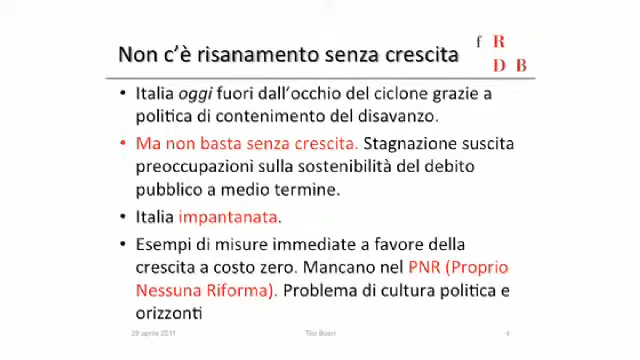 Non c'è risanamento senza crescita
f R
D B
• Italia oggi fuori dall'occhio del ciclone grazie a
politica di contenimento del disavanzo.
• Ma non basta senza crescita. Stagnazione suscita
preoccupazioni sulla sostenibilità del debito
pubblico a medio termine.
• Italia impantanata.
• Esempi di misure immediate a favore della
crescita a costo zero. Mancano nel PNR (Proprio
Nessuna Riforma). Problema di cultura politica e
orizzonti
29 aprile 2011 Tito Boeri